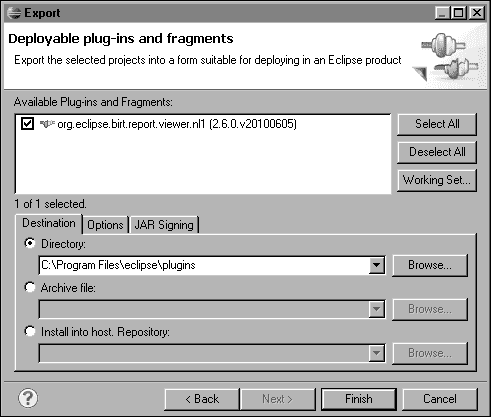 Export
Deployable plug-ins and fragments
Export the selected projects into a form suitable for deploying in an Eclipse product
Available Plug-ins and Fragments:
org.eclipse.birt.report.viewer.nl1 (2.6.0.v20100605)
Select All
Deselect All
Working Set...
1 of 1 selected.
Destination Options JAR Signing
Directory:
C:\Program Files\eclipse\plugins Browse...
Archive file:
Browse...
Install into host. Repository:
Browse...
? < Back Next > Finish Cancel